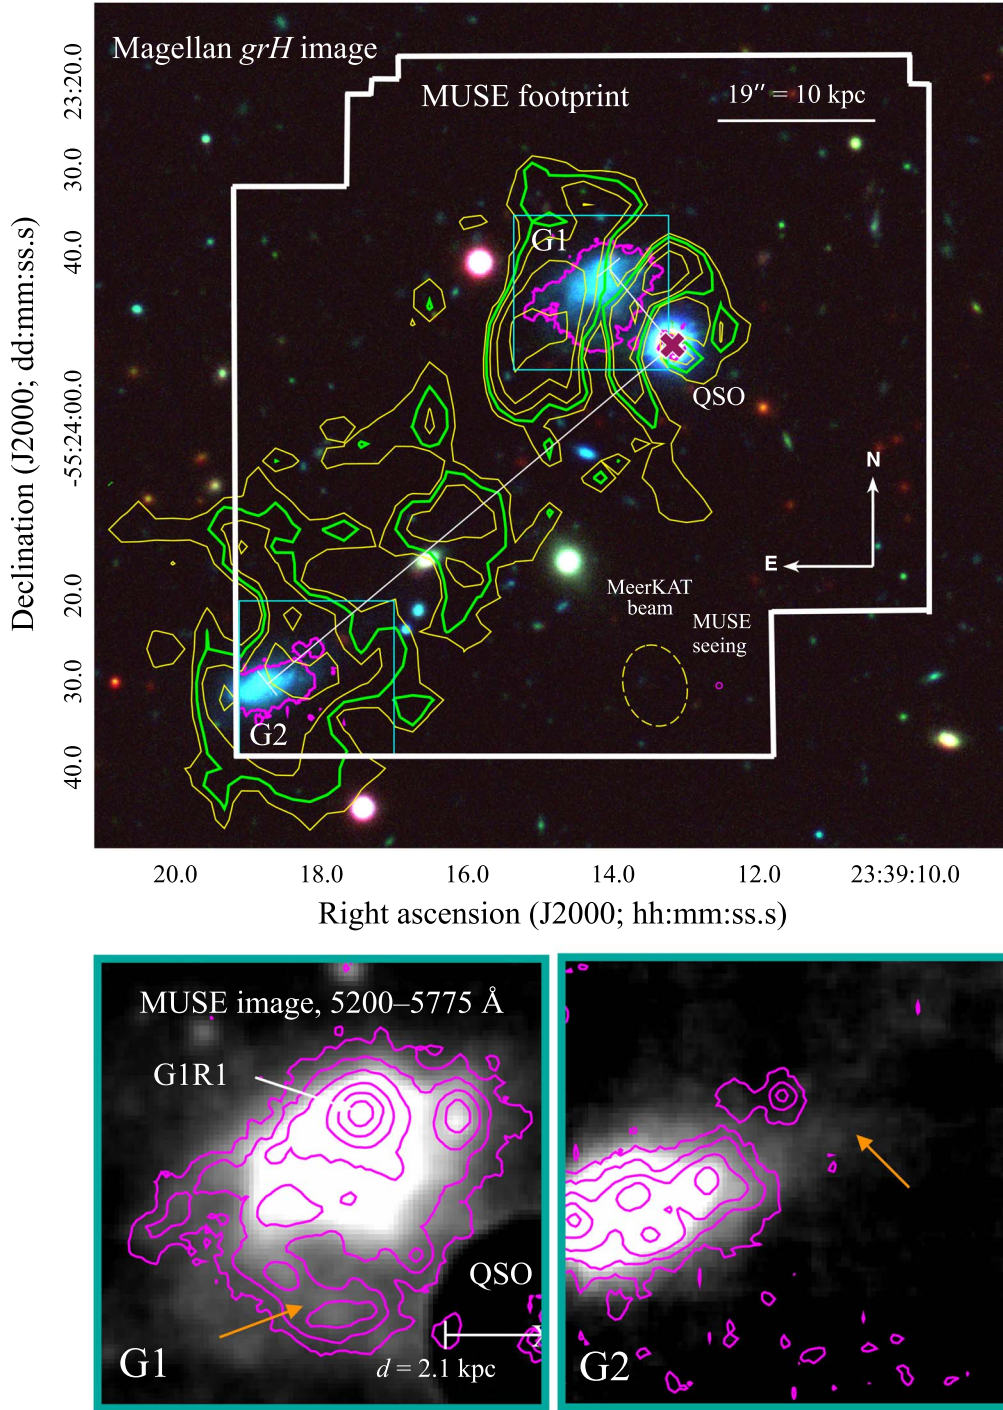 Magellan grH image
MUSE footprint
19″ = 10 kpc
G1
QSO
N
E
MeerKAT
beam
MUSE
seeing
G2
Declination (J2000; dd:mm:ss.s)
23:20.0
30.0
40.0
-55:24:00.0
20.0
30.0
40.0
20.0 18.0 16.0 14.0 12.0 23:39:10.0
Right ascension (J2000; hh:mm:ss.s)
MUSE image, 5200–5775 Å
G1R1
QSO
d = 2.1 kpc
G1
G2